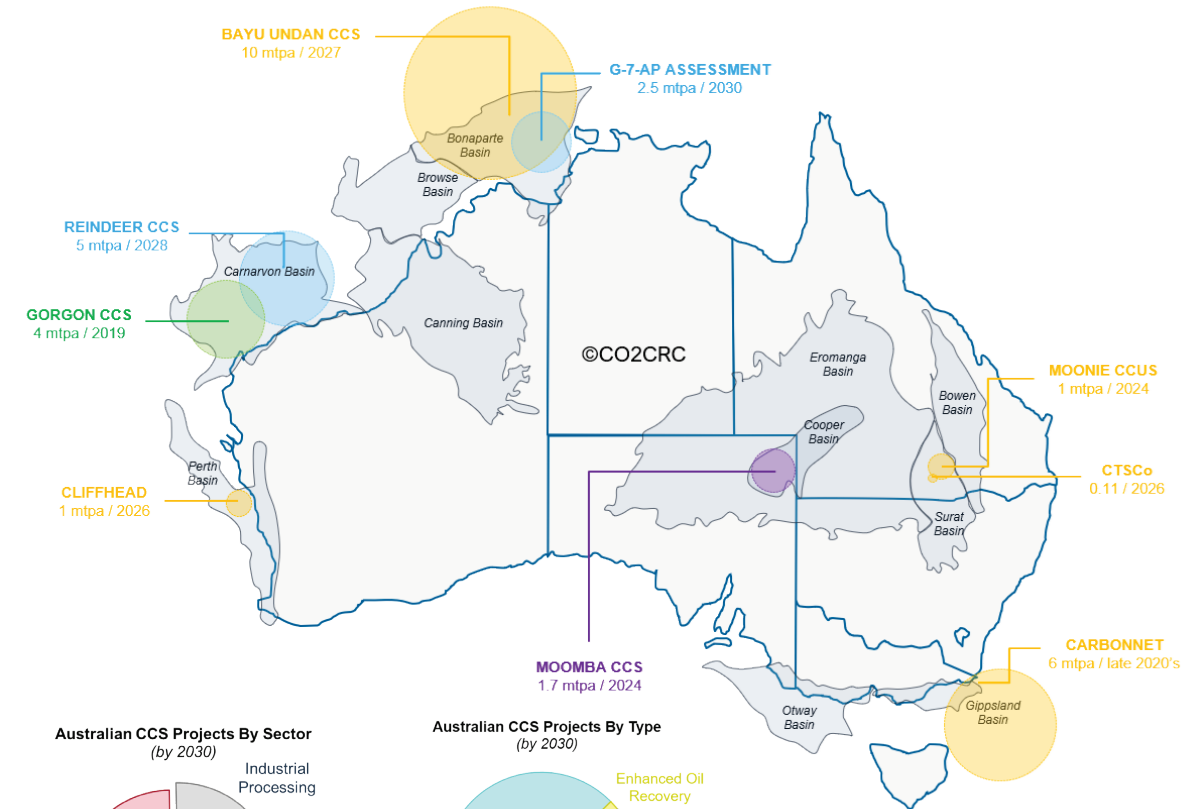 BAYU UNDAN CCS
10 mtpa / 2027
G-7-AP ASSESSMENT
2.5 mtpa / 2030
Bonaparte
Basin
Browse
Basin
REINDEER CCS
5 mtpa / 2028
Carnarvon Basin
GORGON CCS
4 mtpa / 2019
Canning Basin
©CO2CRC
Eromanga
Basin
MOONIE CCUS
1 mtpa / 2024
Bowen
Basin
Cooper
Basin
Perth
Basin
CTSCo
0.11 / 2026
CLIFFHEAD
1 mtpa / 2026
Surat
Basin
MOOMBA CCS
1.7 mtpa / 2024
CARBONNET
6 mtpa / late 2020's
Gippsland
Basin
Otway
Basin
Australian CCS Projects By Sector
(by 2030)
Industrial
Processing
Australian CCS Projects By Type
(by 2030)
Enhanced Oil
Recovery